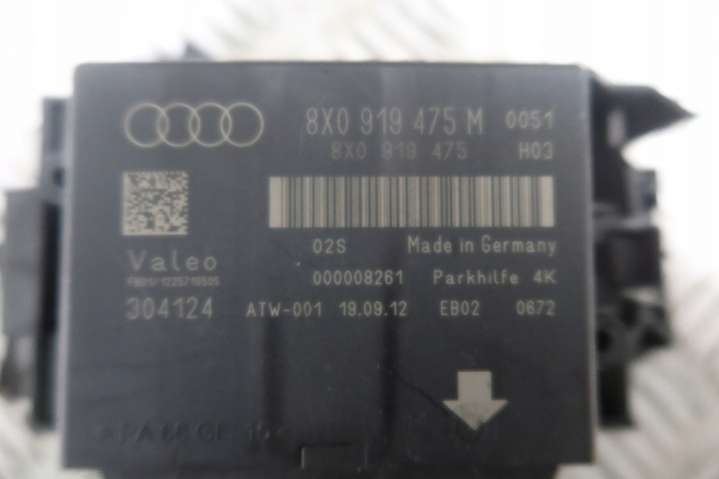 8X0 919 475 M 0051
8X0 919 475 H03
02S Made in Germany
Valeo
000008261 Parkhilfe 4K
304124 ATW-001 19.09.12 EB02 0672